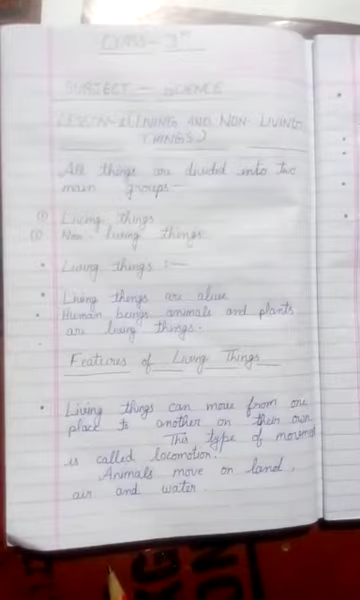 CLASS - 3rd
SUBJECT - SCIENCE
LESSON-1 (LIVING AND NON-LIVING
THINGS)
All things are divided into two
main groups—
① Living things
② Non-living things
• Living things :—
• Living things are alive
• Human beings animals and plants
are living things.
Features of Living Things
• Living things can move from one
place to another on their own
This type of movement
is called locomotion.
Animals move on land,
air and water.